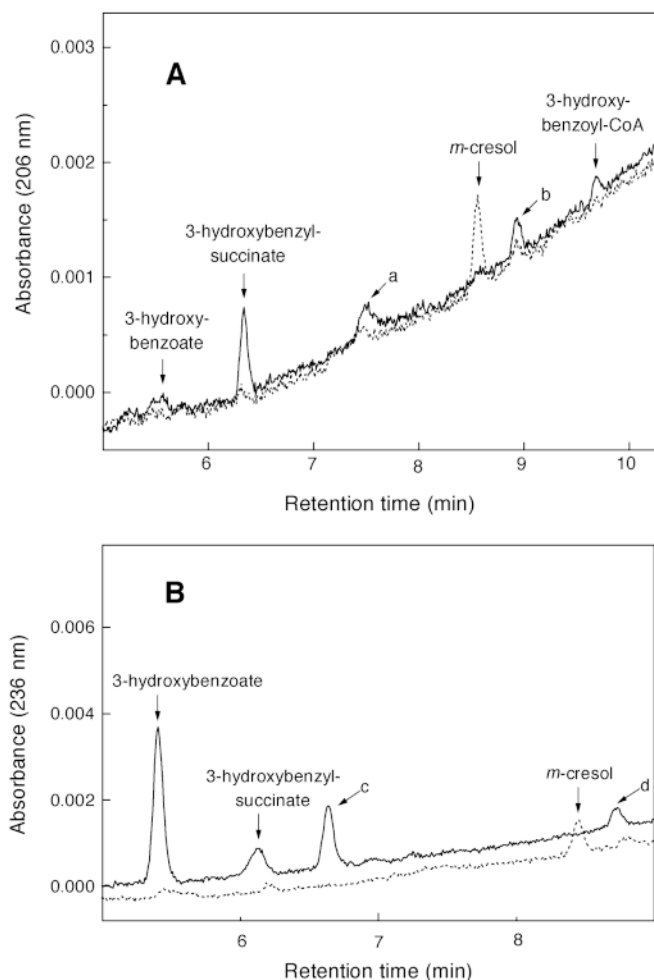 0.003
A
3-hydroxy-
benzoyl-CoA
m-cresol
0.002
b
3-hydroxybenzyl-
succinate
0.001
a
3-hydroxy-
benzoate
0.000
Absorbance (206 nm)
6
7
8
9
10
Retention time (min)
B
0.006
3-hydroxybenzoate
0.004
3-hydroxybenzyl-
succinate
c
m-cresol
d
0.002
0.000
Absorbance (236 nm)
6
7
8
Retention time (min)